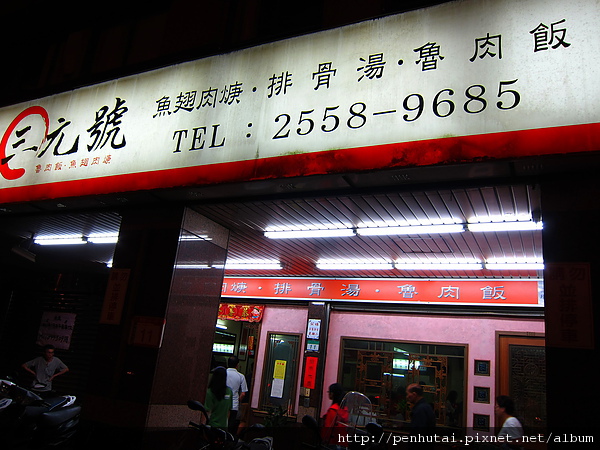 三元號
魯肉飯·魚翅肉焿
魚翅肉焿·排骨湯·魯肉飯
TEL：2558-9685
焿·排骨湯·魯肉飯
http://penhutai.pixnet.net/album